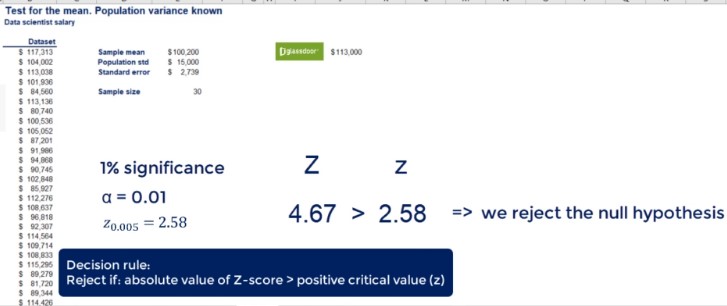 Test for the mean. Population variance known
Data scientist salary
Dataset
$ 117,313
Sample mean $100,200
glassdoor $113,000
$ 104,002
Population std $ 15,000
$ 113,038
Standard error $ 2,739
$ 101,936
$ 84,560
Sample size 30
$ 113,136
$ 80,740
$ 100,536
$ 105,052
$ 87,201
$ 91,986
$ 94,868
$ 90,745
$ 102,848
$ 85,927
$ 112,276
$ 108,637
$ 96,818
$ 92,307
$ 114,564
$ 109,714
$ 108,833
$ 115,295
$ 89,279
$ 81,720
$ 89,344
$ 114,426
1% significance
α = 0.01
z0.005 = 2.58
Z z
4.67 > 2.58 => we reject the null hypothesis
Decision rule:
Reject if: absolute value of Z-score > positive critical value (z)